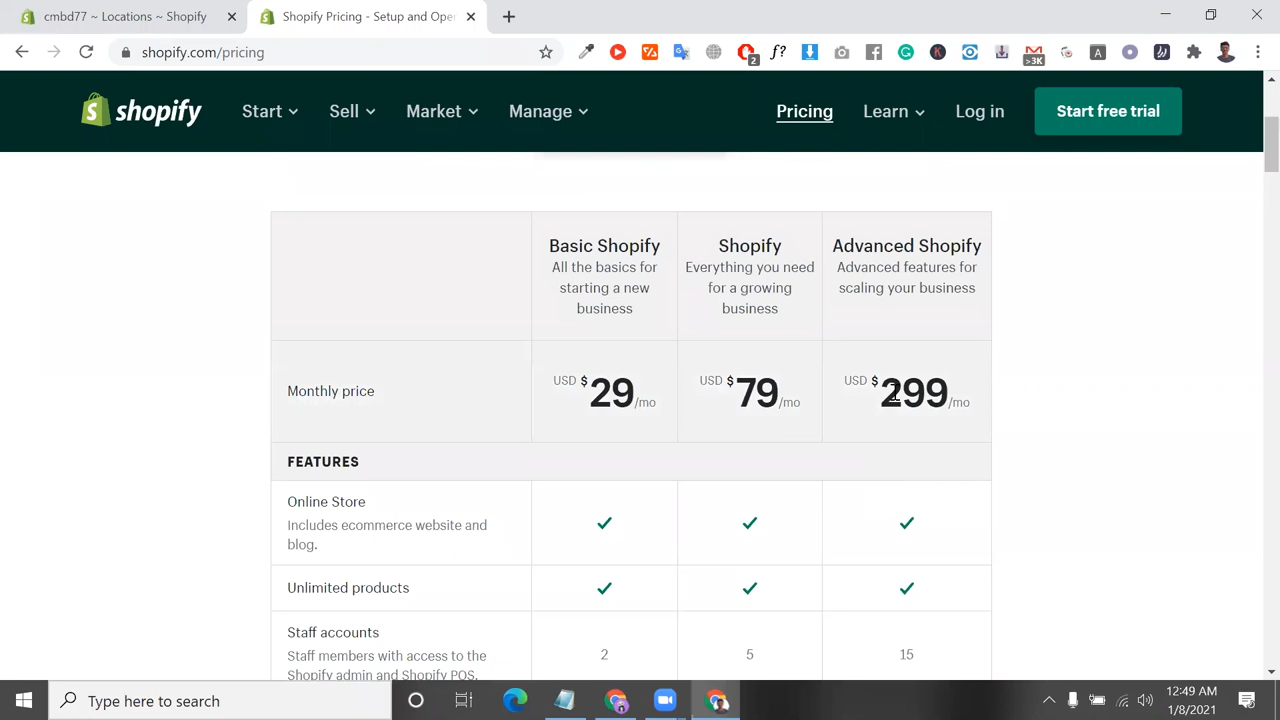 cmbd77 ~ Locations ~ Shopify
Shopify Pricing - Setup and Ope
shopify.com/pricing
2
f?
>3K
A
shopify
Start
Sell
Market
Manage
Pricing
Learn
Log in
Start free trial
Basic Shopify
All the basics for
starting a new
business
Shopify
Everything you need
for a growing
business
Advanced Shopify
Advanced features for
scaling your business
Monthly price
USD $29/mo
USD $79/mo
USD $299/mo
FEATURES
Online Store
Includes ecommerce website and
blog.
Unlimited products
Staff accounts
Staff members with access to the
Shopify admin and Shopify POS.
2
5
15
Type here to search
12:49 AM
1/8/2021